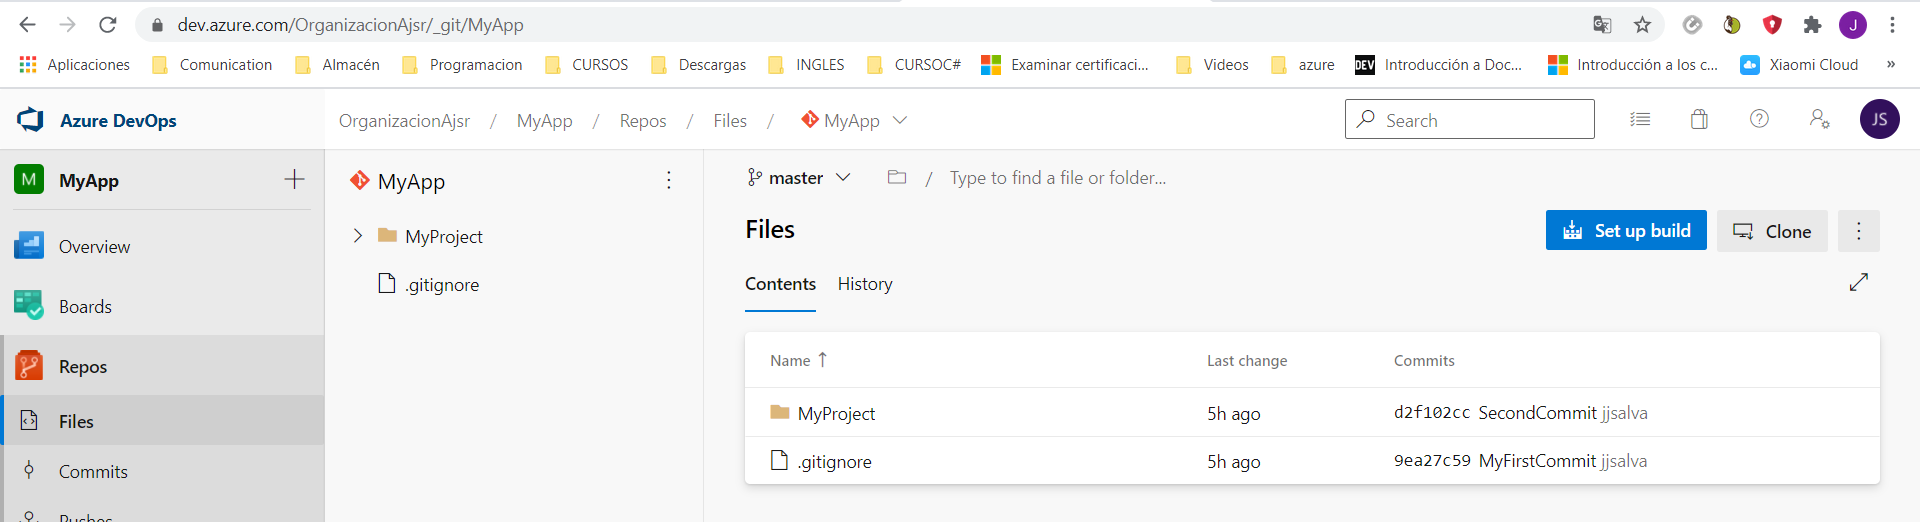 dev.azure.com/OrganizacionAjsr/_git/MyApp
J
Aplicaciones Comunication Almacén Programacion CURSOS Descargas INGLES CURSOC# Examinar certificaci... Videos azure DEV Introducción a Doc... Introducción a los c... Xiaomi Cloud »
Azure DevOps
OrganizacionAjsr / MyApp / Repos / Files / MyApp
Search
JS
M MyApp
Overview
Boards
Repos
Files
Commits
Pushes
MyApp
MyProject
.gitignore
master / Type to find a file or folder...
Files
Set up build Clone
Contents History
Name ↑ Last change Commits
MyProject 5h ago d2f102cc SecondCommit jjsalva
.gitignore 5h ago 9ea27c59 MyFirstCommit jjsalva